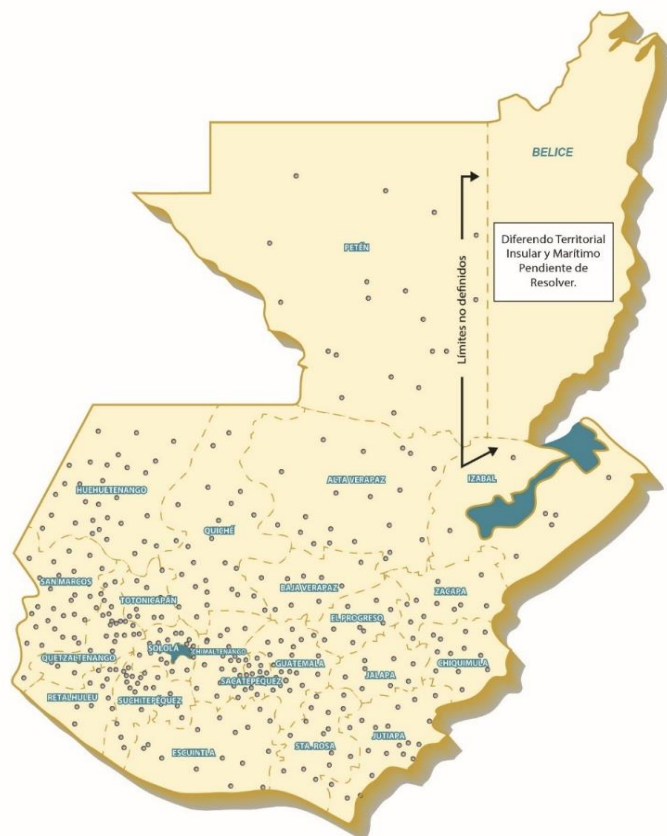 BELICE
Diferendo Territorial
Insular y Marítimo
Pendiente de
Resolver.
PETÉN
Límites no definidos
HUEHUETENANGO
QUICHÉ
ALTA VERAPAZ
IZABAL
SAN MARCOS
TOTONICAPÁN
BAJA VERAPAZ
ZACAPA
EL PROGRESO
QUETZALTENANGO
SOLOLÁ
CHIMALTENANGO
GUATEMALA
CHIQUIMULA
SACATEPÉQUEZ
JALAPA
RETALHULEU
SUCHITEPÉQUEZ
ESCUINTLA
STA. ROSA
JUTIAPA